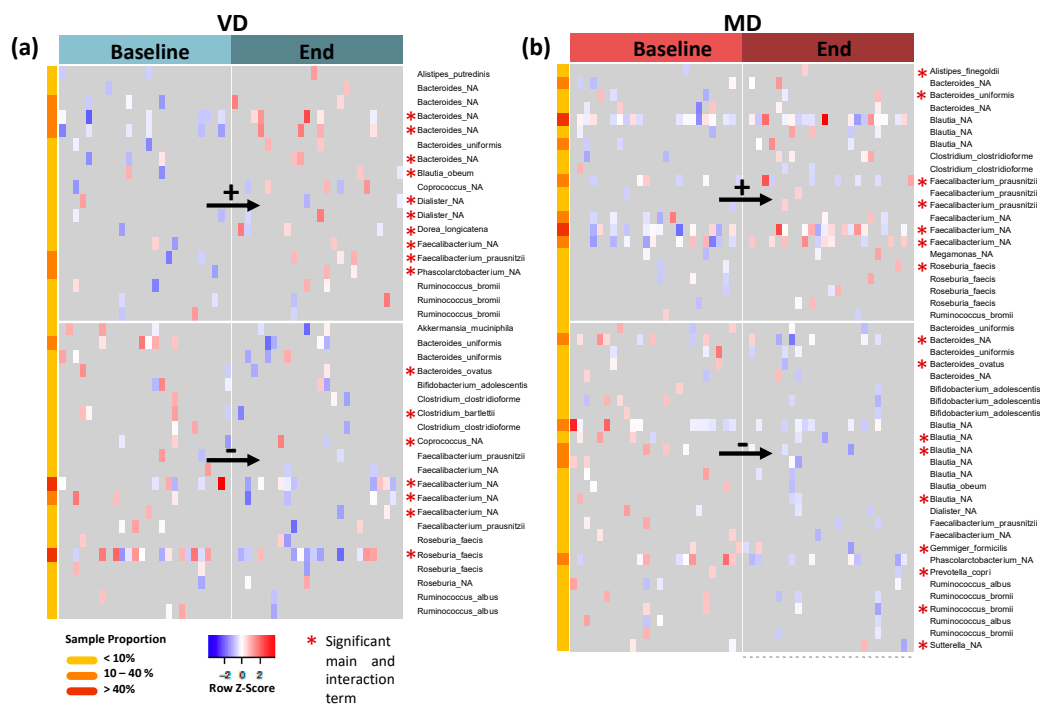 VD
(a)
Baseline
End
Alistipes_putredinis
Bacteroides_NA
Bacteroides_NA
* Bacteroides_NA
* Bacteroides_NA
Bacteroides_uniformis
* Bacteroides_NA
* Blautia_obeum
Coprococcus_NA
* Dialister_NA
* Dialister_NA
* Dorea_longicatena
* Faecalibacterium_NA
* Faecalibacterium_prausnitzii
* Phascolarctobacterium_NA
Ruminococcus_bromii
Ruminococcus_bromii
Ruminococcus_bromii
+
Akkermansia_muciniphila
Bacteroides_uniformis
Bacteroides_uniformis
* Bacteroides_ovatus
Bifidobacterium_adolescentis
Clostridium_clostridioforme
* Clostridium_bartlettii
Clostridium_clostridioforme
* Coprococcus_NA
Faecalibacterium_prausnitzii
Faecalibacterium_NA
* Faecalibacterium_NA
* Faecalibacterium_NA
* Faecalibacterium_NA
Faecalibacterium_prausnitzii
Roseburia_faecis
* Roseburia_faecis
Roseburia_faecis
Roseburia_NA
Ruminococcus_albus
Ruminococcus_albus
-
Sample Proportion
< 10%
10 – 40 %
> 40%
−2 0 2
Row Z-Score
* Significant
main and
interaction
term
MD
(b)
Baseline
End
* Alistipes_finegoldii
Bacteroides_NA
* Bacteroides_uniformis
Bacteroides_NA
Blautia_NA
Blautia_NA
Blautia_NA
Clostridium_clostridioforme
Clostridium_clostridioforme
* Faecalibacterium_prausnitzii
Faecalibacterium_prausnitzii
* Faecalibacterium_prausnitzii
Faecalibacterium_NA
* Faecalibacterium_NA
* Faecalibacterium_NA
Megamonas_NA
* Roseburia_faecis
Roseburia_faecis
Roseburia_faecis
Roseburia_faecis
Ruminococcus_bromii
+
Bacteroides_uniformis
* Bacteroides_NA
Bacteroides_uniformis
* Bacteroides_ovatus
Bacteroides_NA
Bifidobacterium_adolescentis
Bifidobacterium_adolescentis
Bifidobacterium_adolescentis
Blautia_NA
* Blautia_NA
* Blautia_NA
Blautia_NA
Blautia_NA
Blautia_obeum
* Blautia_NA
Dialister_NA
Faecalibacterium_prausnitzii
Faecalibacterium_NA
* Gemmiger_formicilis
Phascolarctobacterium_NA
* Prevotella_copri
Ruminococcus_albus
Ruminococcus_bromii
* Ruminococcus_bromii
Ruminococcus_albus
Ruminococcus_bromii
* Sutterella_NA
-